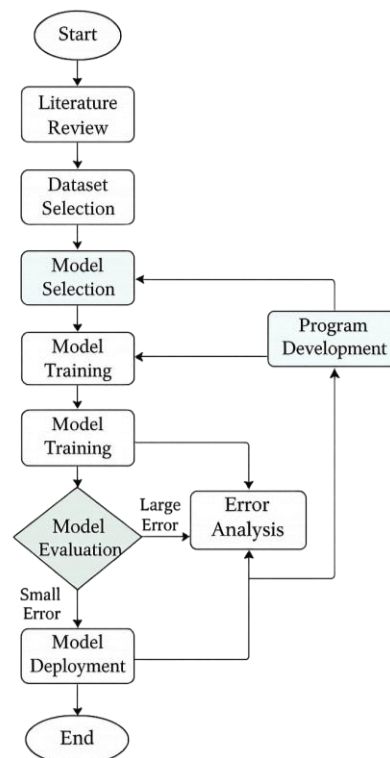 Start
Literature
Review
Dataset
Selection
Model
Selection
Program
Development
Model
Training
Model
Training
Model
Evaluation
Large
Error
Error
Analysis
Small
Error
Model
Deployment
End